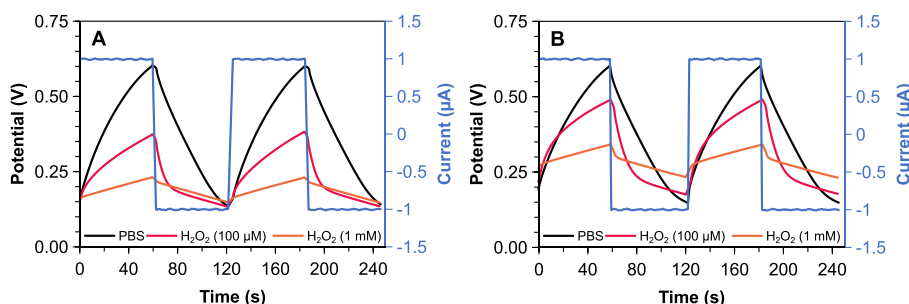 A
Potential (V)
0.75
0.50
0.25
0.00
1.5
1
0.5
0
-0.5
-1
-1.5
Current (µA)
PBS H₂O₂ (100 µM) H₂O₂ (1 mM)
0 40 80 120 160 200 240
Time (s)
B
Potential (V)
0.75
0.50
0.25
0.00
1.5
1
0.5
0
-0.5
-1
-1.5
Current (µA)
PBS H₂O₂ (100 µM) H₂O₂ (1 mM)
0 40 80 120 160 200 240
Time (s)